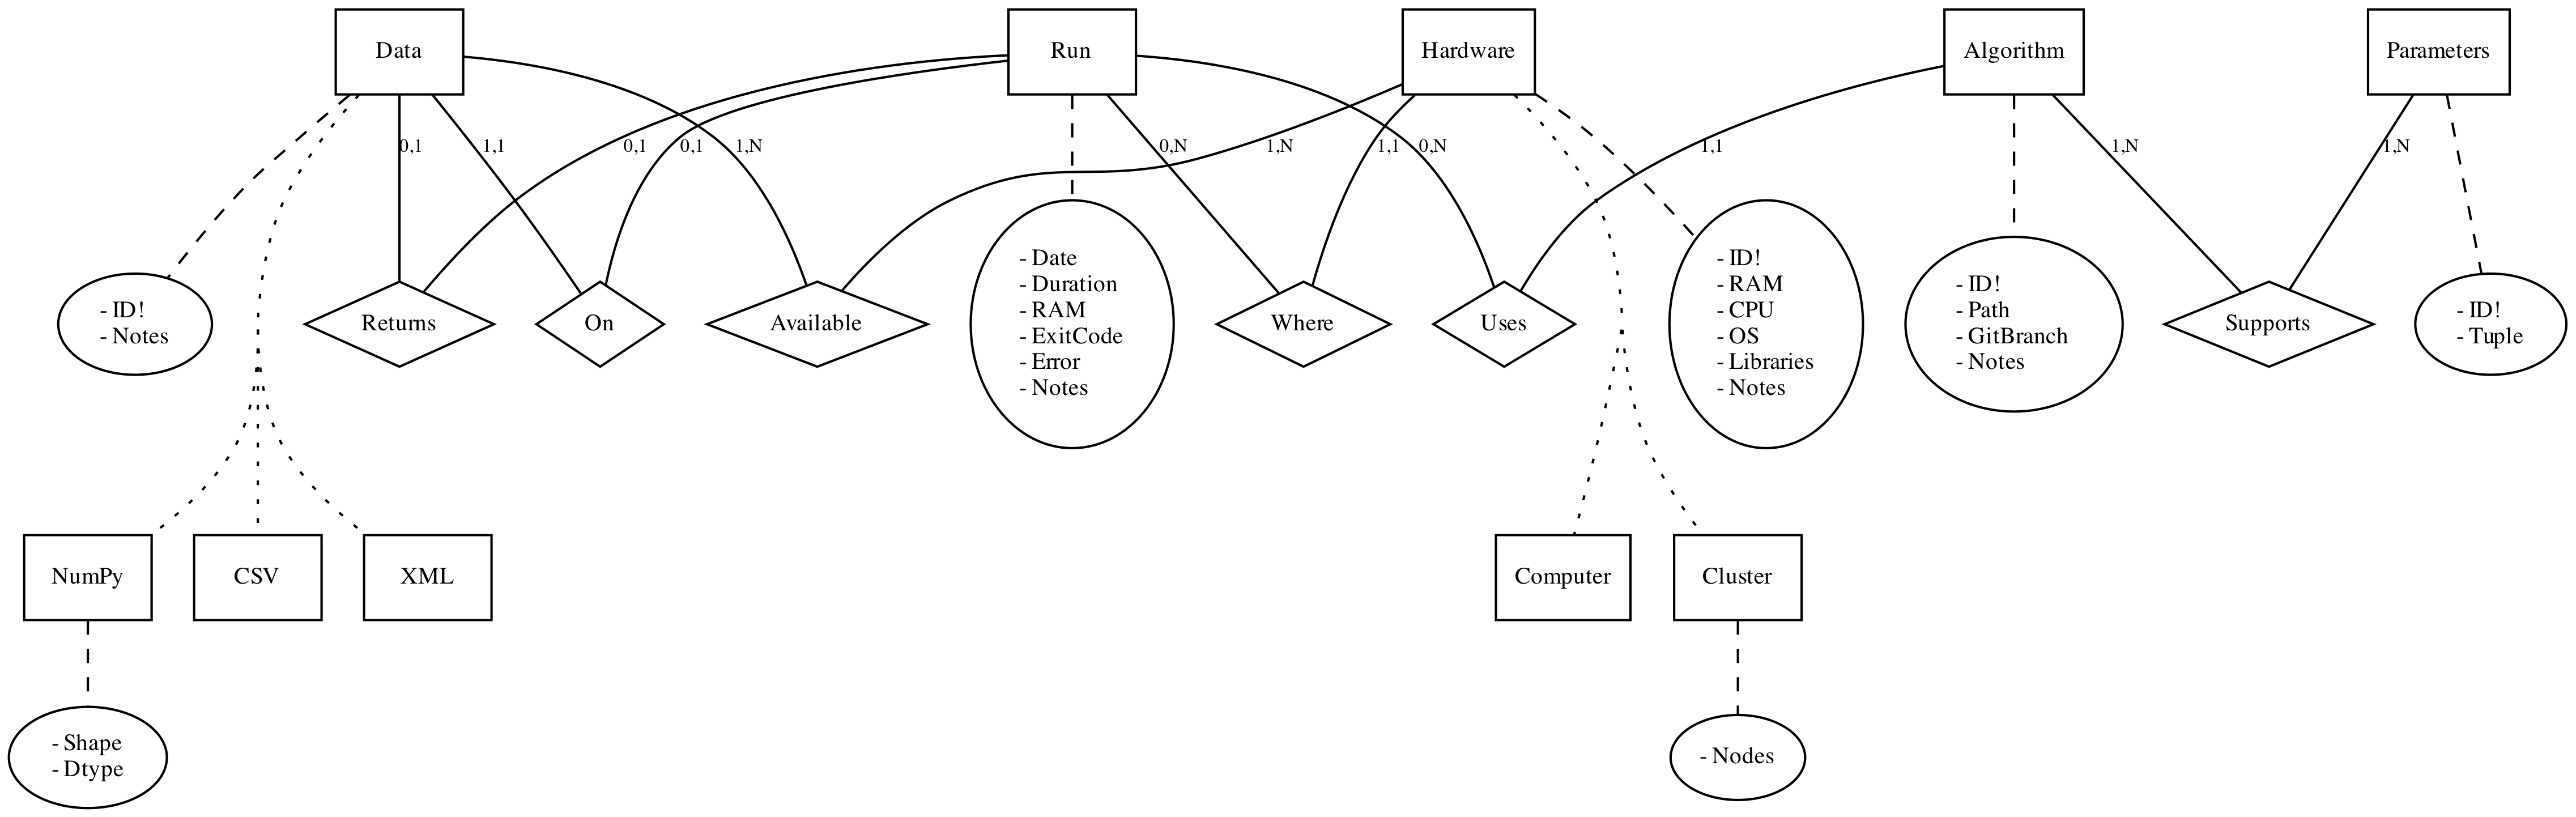 Data
Run
Hardware
Algorithm
Parameters
0,1
1,1
0,1
0,1
1,N
0,N
1,N
1,1
0,N
1,1
1,N
1,N
- ID!
- Notes
Returns
On
Available
- Date
- Duration
- RAM
- ExitCode
- Error
- Notes
Where
Uses
- ID!
- RAM
- CPU
- OS
- Libraries
- Notes
- ID!
- Path
- GitBranch
- Notes
Supports
- ID!
- Tuple
NumPy
CSV
XML
Computer
Cluster
- Shape
- Dtype
- Nodes